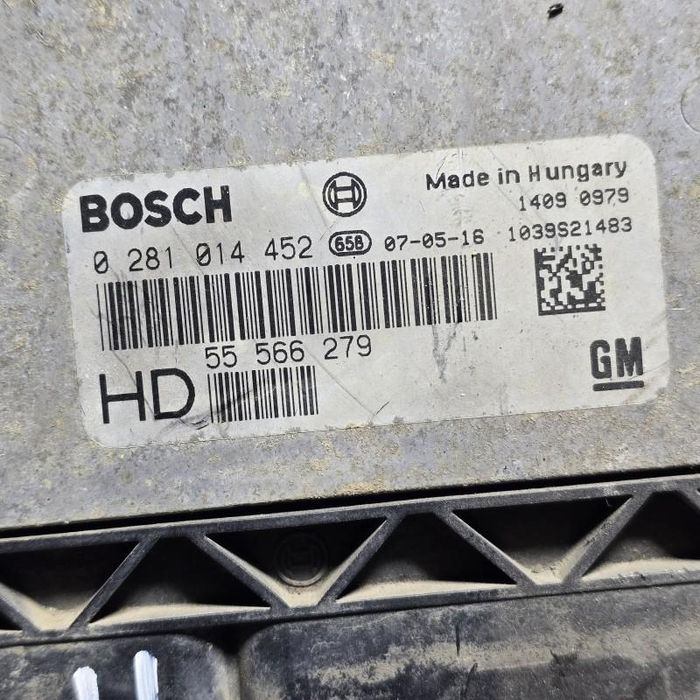 BOSCH
Made in Hungary
1409 0979
0 281 014 452 658 07-05-16 1039S21483
55 566 279
HD
GM